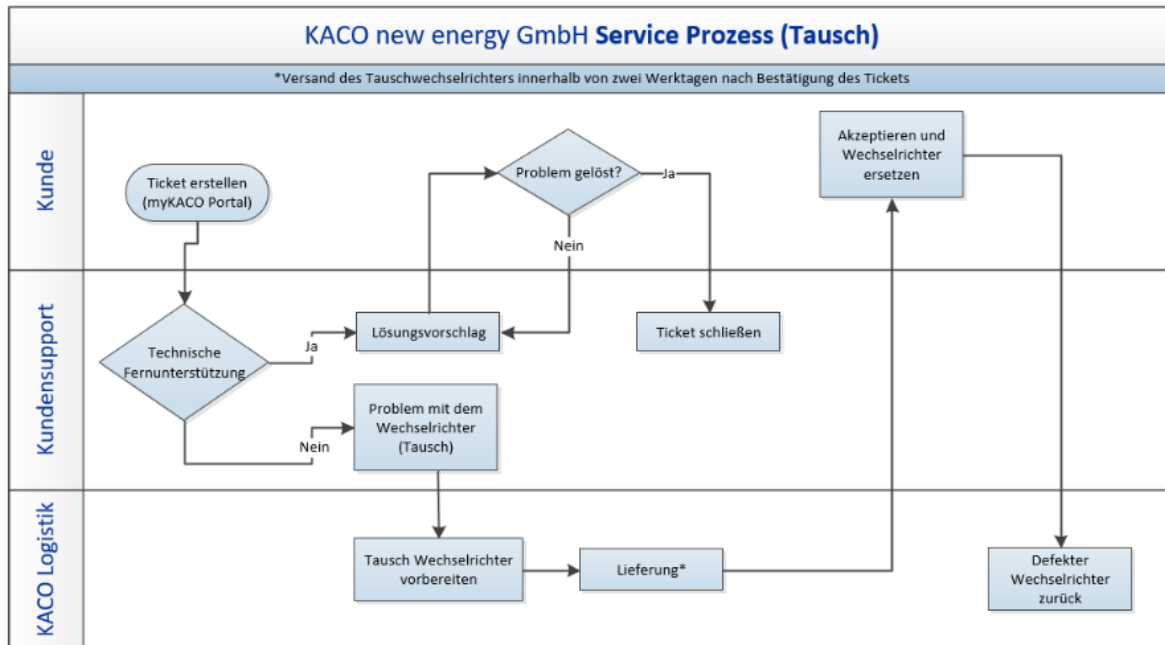 KACO new energy GmbH Service Prozess (Tausch)
*Versand des Tauschwechselrichters innerhalb von zwei Werktagen nach Bestätigung des Tickets
Kunde
Ticket erstellen
(myKACO Portal)
Problem gelöst?
Ja
Nein
Akzeptieren und
Wechselrichter
ersetzen
Kundensupport
Technische
Fernunterstützung
Ja
Nein
Lösungsvorschlag
Ticket schließen
Problem mit dem
Wechselrichter
(Tausch)
KACO Logistik
Tausch Wechselrichter
vorbereiten
Lieferung*
Defekter
Wechselrichter
zurück